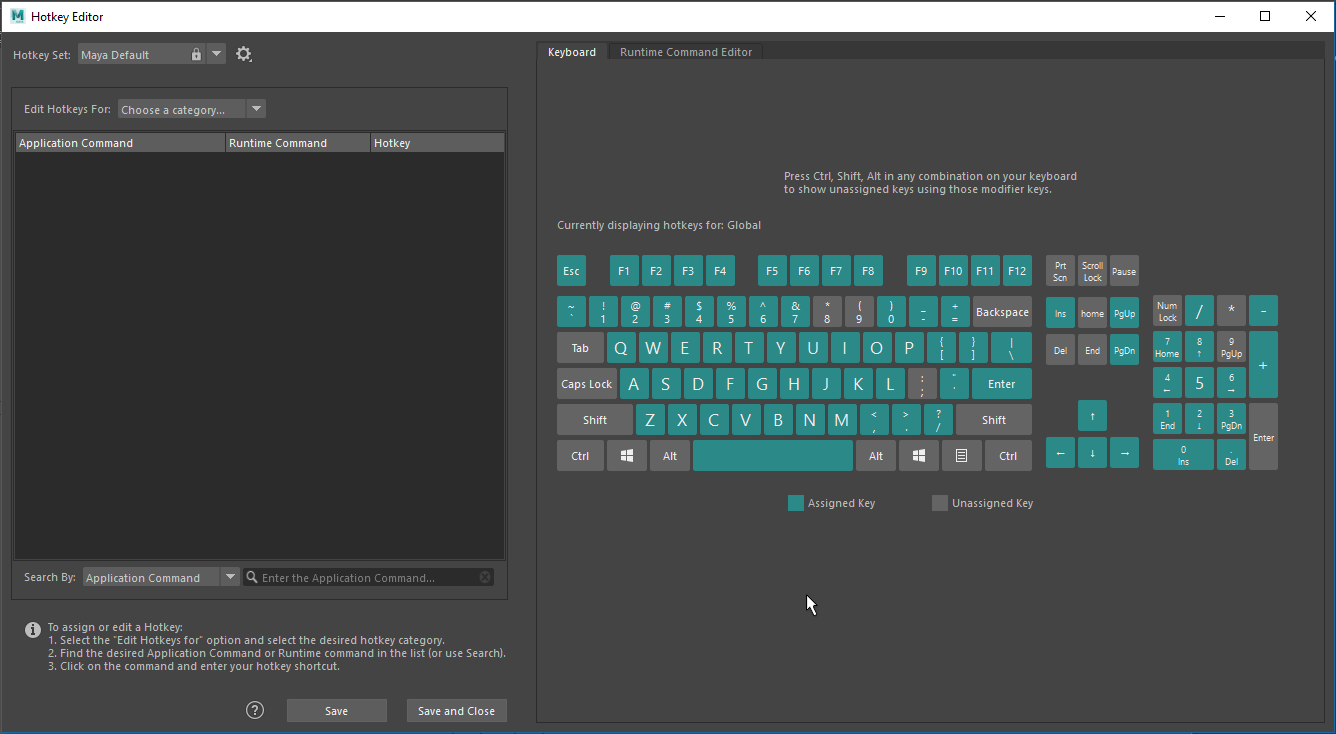 M
Hotkey Editor
Hotkey Set: Maya Default
Keyboard
Runtime Command Editor
Edit Hotkeys For: Choose a category...
Application Command
Runtime Command
Hotkey
Press Ctrl, Shift, Alt in any combination on your keyboard
to show unassigned keys using those modifier keys.
Currently displaying hotkeys for: Global
Esc F1 F2 F3 F4 F5 F6 F7 F8 F9 F10 F11 F12
~ ! @ # $ % ^ & * ( ) _ +
` 1 2 3 4 5 6 7 8 9 0 - = Backspace
Tab Q W E R T Y U I O P { } |
[ ] \
Caps Lock A S D F G H J K L : " Enter
; '
Shift Z X C V B N M < > ? Shift
, . /
Ctrl Alt Alt Ctrl
Prt Scroll Pause
Scn Lock
Ins home PgUp
Del End PgDn
↑
← ↓ →
Num / * -
Lock
7 8 9 +
Home ↑ PgUp
4 5 6
← →
1 2 3 Enter
End ↓ PgDn
0 .
Ins Del
Assigned Key
Unassigned Key
Search By: Application Command
Enter the Application Command...
To assign or edit a Hotkey:
1. Select the "Edit Hotkeys for" option and select the desired hotkey category.
2. Find the desired Application Command or Runtime command in the list (or use Search).
3. Click on the command and enter your hotkey shortcut.
? Save Save and Close